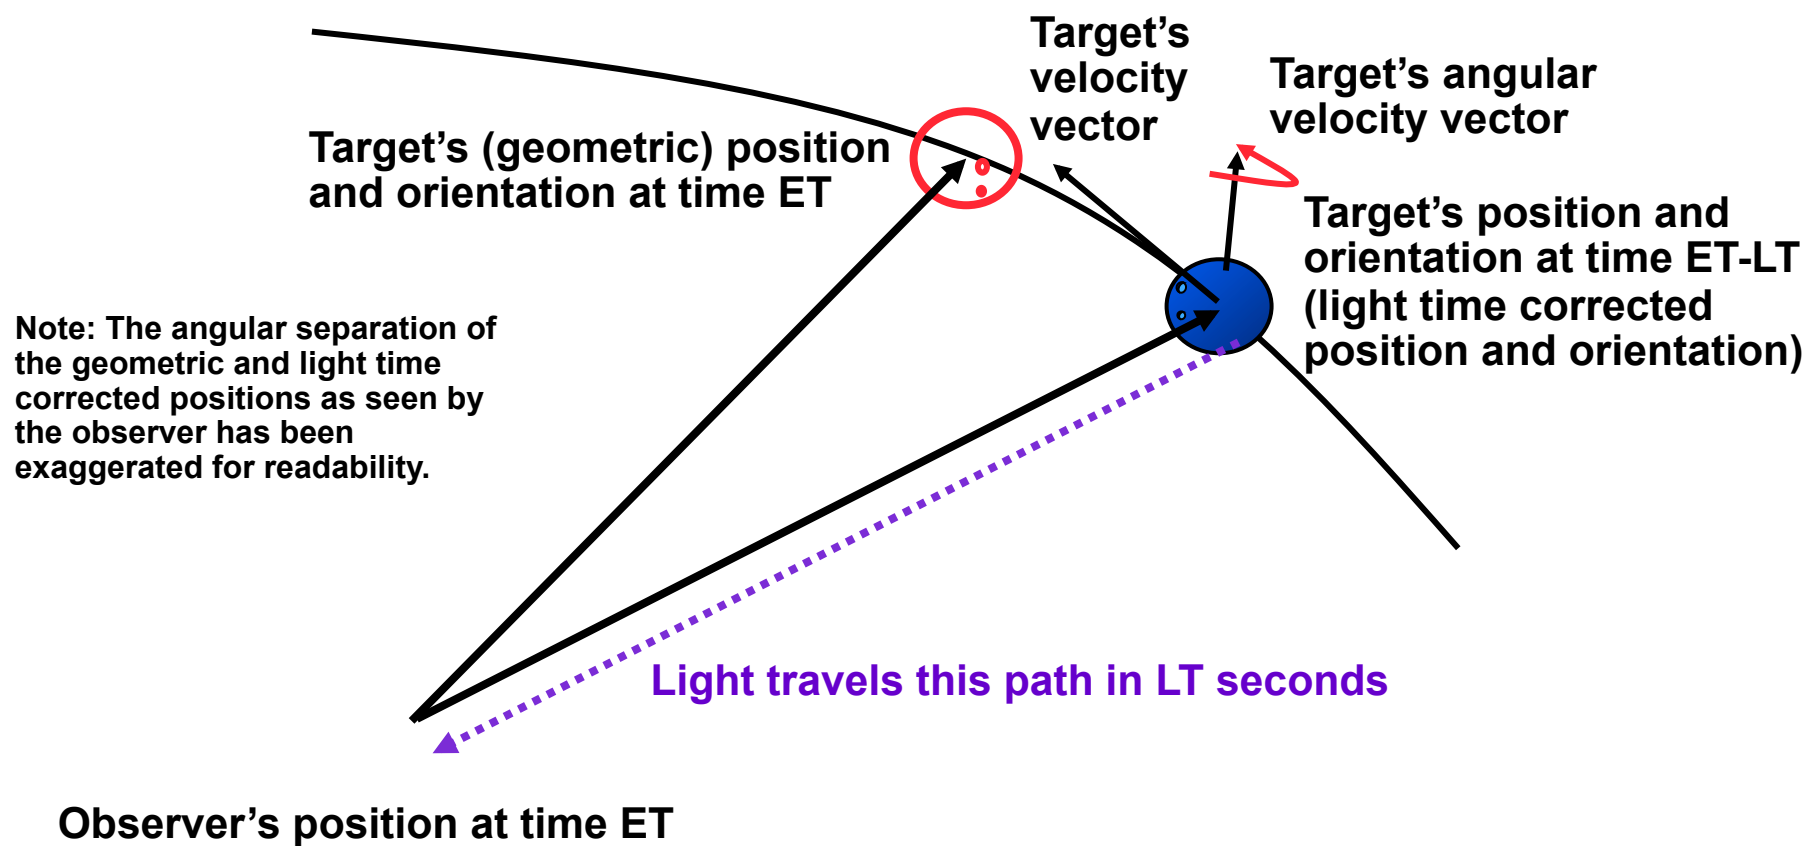 Target’s
velocity
vector
Target’s angular
velocity vector
Target’s (geometric) position
and orientation at time ET
Target’s position and
orientation at time ET-LT
(light time corrected
position and orientation)
Note: The angular separation of
the geometric and light time
corrected positions as seen by
the observer has been
exaggerated for readability.
Light travels this path in LT seconds
Observer’s position at time ET